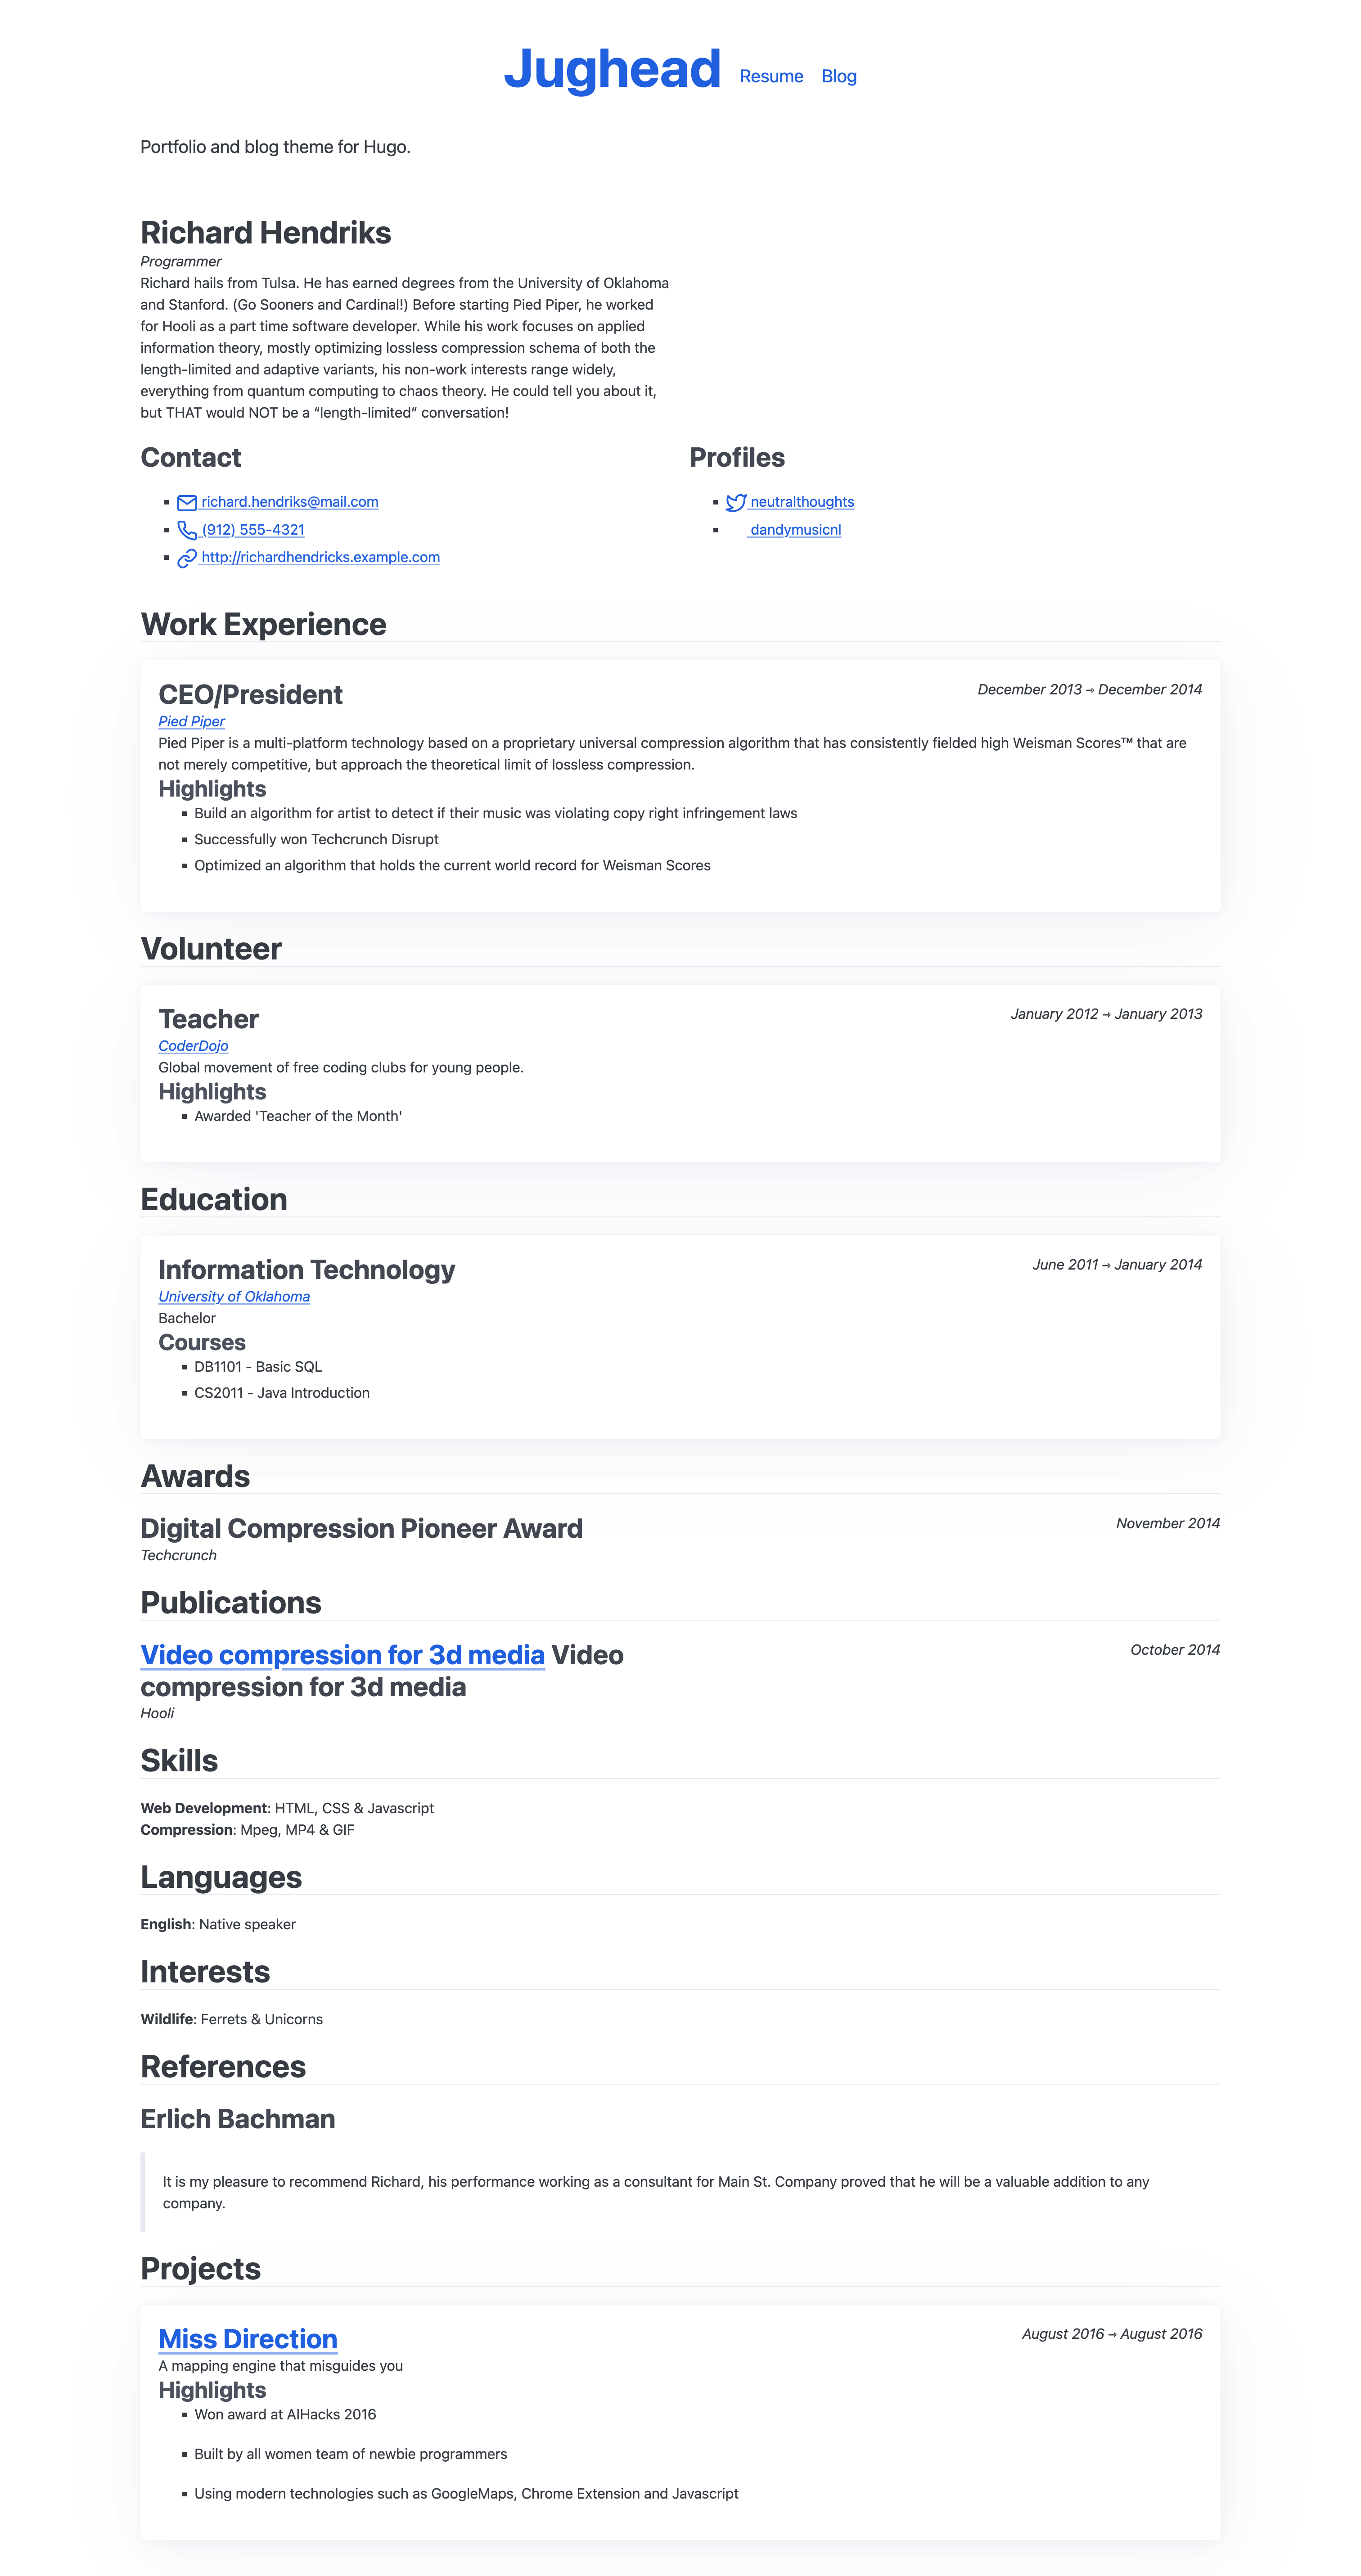 Jughead Resume Blog
Portfolio and blog theme for Hugo.
Richard Hendriks
Programmer
Richard hails from Tulsa. He has earned degrees from the University of Oklahoma
and Stanford. (Go Sooners and Cardinal!) Before starting Pied Piper, he worked
for Hooli as a part time software developer. While his work focuses on applied
information theory, mostly optimizing lossless compression schema of both the
length-limited and adaptive variants, his non-work interests range widely,
everything from quantum computing to chaos theory. He could tell you about it,
but THAT would NOT be a “length-limited” conversation!
Contact
richard.hendriks@mail.com
(912) 555-4321
http://richardhendricks.example.com
Profiles
neutralthoughts
dandymusicnl
Work Experience
CEO/President
December 2013 → December 2014
Pied Piper
Pied Piper is a multi-platform technology based on a proprietary universal compression algorithm that has consistently fielded high Weisman Scores™ that are
not merely competitive, but approach the theoretical limit of lossless compression.
Highlights
▪ Build an algorithm for artist to detect if their music was violating copy right infringement laws
▪ Successfully won Techcrunch Disrupt
▪ Optimized an algorithm that holds the current world record for Weisman Scores
Volunteer
Teacher
January 2012 → January 2013
CoderDojo
Global movement of free coding clubs for young people.
Highlights
▪ Awarded 'Teacher of the Month'
Education
Information Technology
June 2011 → January 2014
University of Oklahoma
Bachelor
Courses
▪ DB1101 - Basic SQL
▪ CS2011 - Java Introduction
Awards
Digital Compression Pioneer Award
November 2014
Techcrunch
Publications
Video compression for 3d media Video
compression for 3d media
October 2014
Hooli
Skills
Web Development: HTML, CSS & Javascript
Compression: Mpeg, MP4 & GIF
Languages
English: Native speaker
Interests
Wildlife: Ferrets & Unicorns
References
Erlich Bachman
It is my pleasure to recommend Richard, his performance working as a consultant for Main St. Company proved that he will be a valuable addition to any
company.
Projects
Miss Direction
August 2016 → August 2016
A mapping engine that misguides you
Highlights
▪ Won award at AIHacks 2016
▪ Built by all women team of newbie programmers
▪ Using modern technologies such as GoogleMaps, Chrome Extension and Javascript